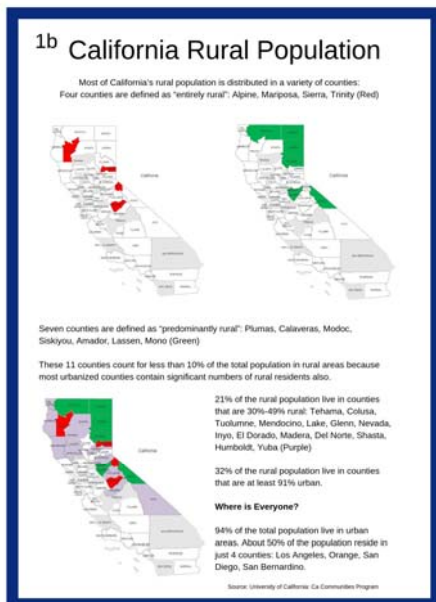 1b California Rural Population
Most of California's rural population is distributed in a variety of counties:
Four counties are defined as “entirely rural”: Alpine, Mariposa, Sierra, Trinity (Red)
California
California
Seven counties are defined as “predominantly rural”: Plumas, Calaveras, Modoc,
Siskiyou, Amador, Lassen, Mono (Green)
These 11 counties count for less than 10% of the total population in rural areas because
most urbanized counties contain significant numbers of rural residents also.
21% of the rural population live in counties
that are 30%-49% rural: Tehama, Colusa,
Tuolumne, Mendocino, Lake, Glenn, Nevada,
Inyo, El Dorado, Madera, Del Norte, Shasta,
Humboldt, Yuba (Purple)
California
32% of the rural population live in counties
that are at least 91% urban.
Where is Everyone?
94% of the total population live in urban
areas. About 50% of the population reside in
just 4 counties: Los Angeles, Orange, San
Diego, San Bernardino.
Source: University of California: Ca Communities Program